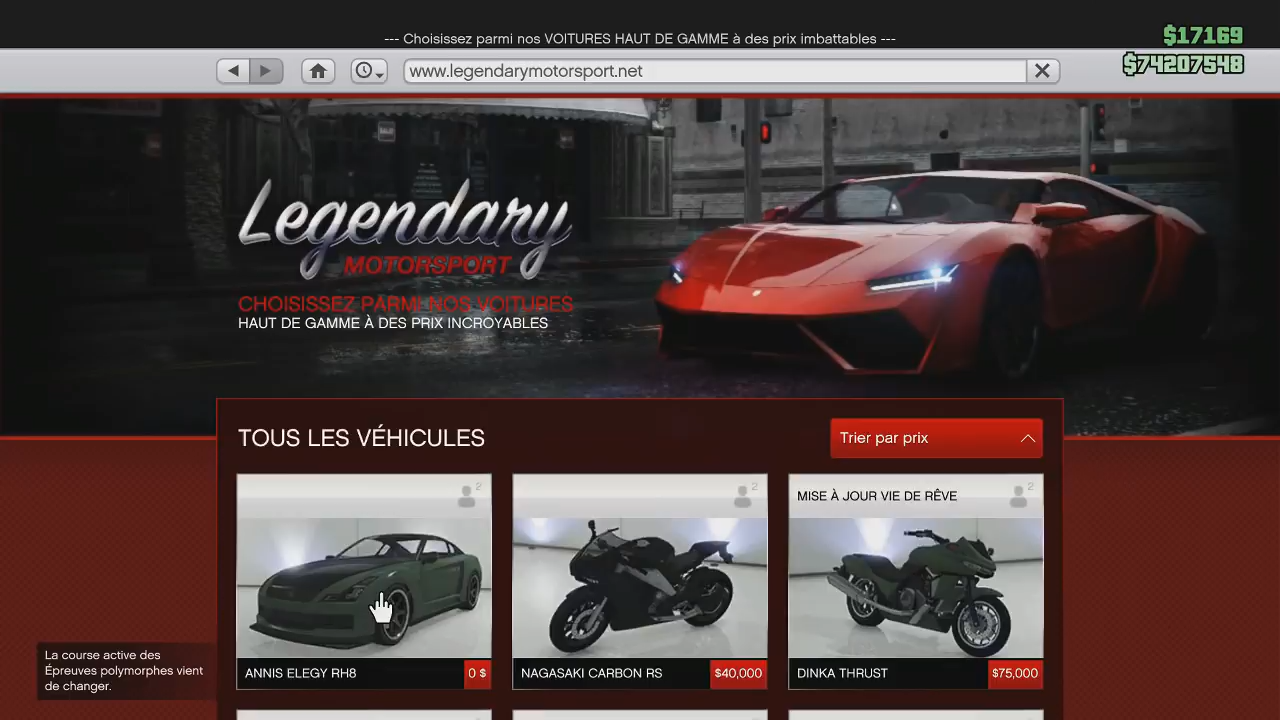 --- Choisissez parmi nos VOITURES HAUT DE GAMME à des prix imbattables ---
$17169
$74207548
www.legendarymotorsport.net
Legendary
MOTORSPORT
CHOISISSEZ PARMI NOS VOITURES
HAUT DE GAMME À DES PRIX INCROYABLES
TOUS LES VÉHICULES
Trier par prix
2
2
MISE À JOUR VIE DE RÊVE
2
ANNIS ELEGY RH8
0 $
NAGASAKI CARBON RS
$40,000
DINKA THRUST
$75,000
La course active des
Épreuves polymorphes vient
de changer.